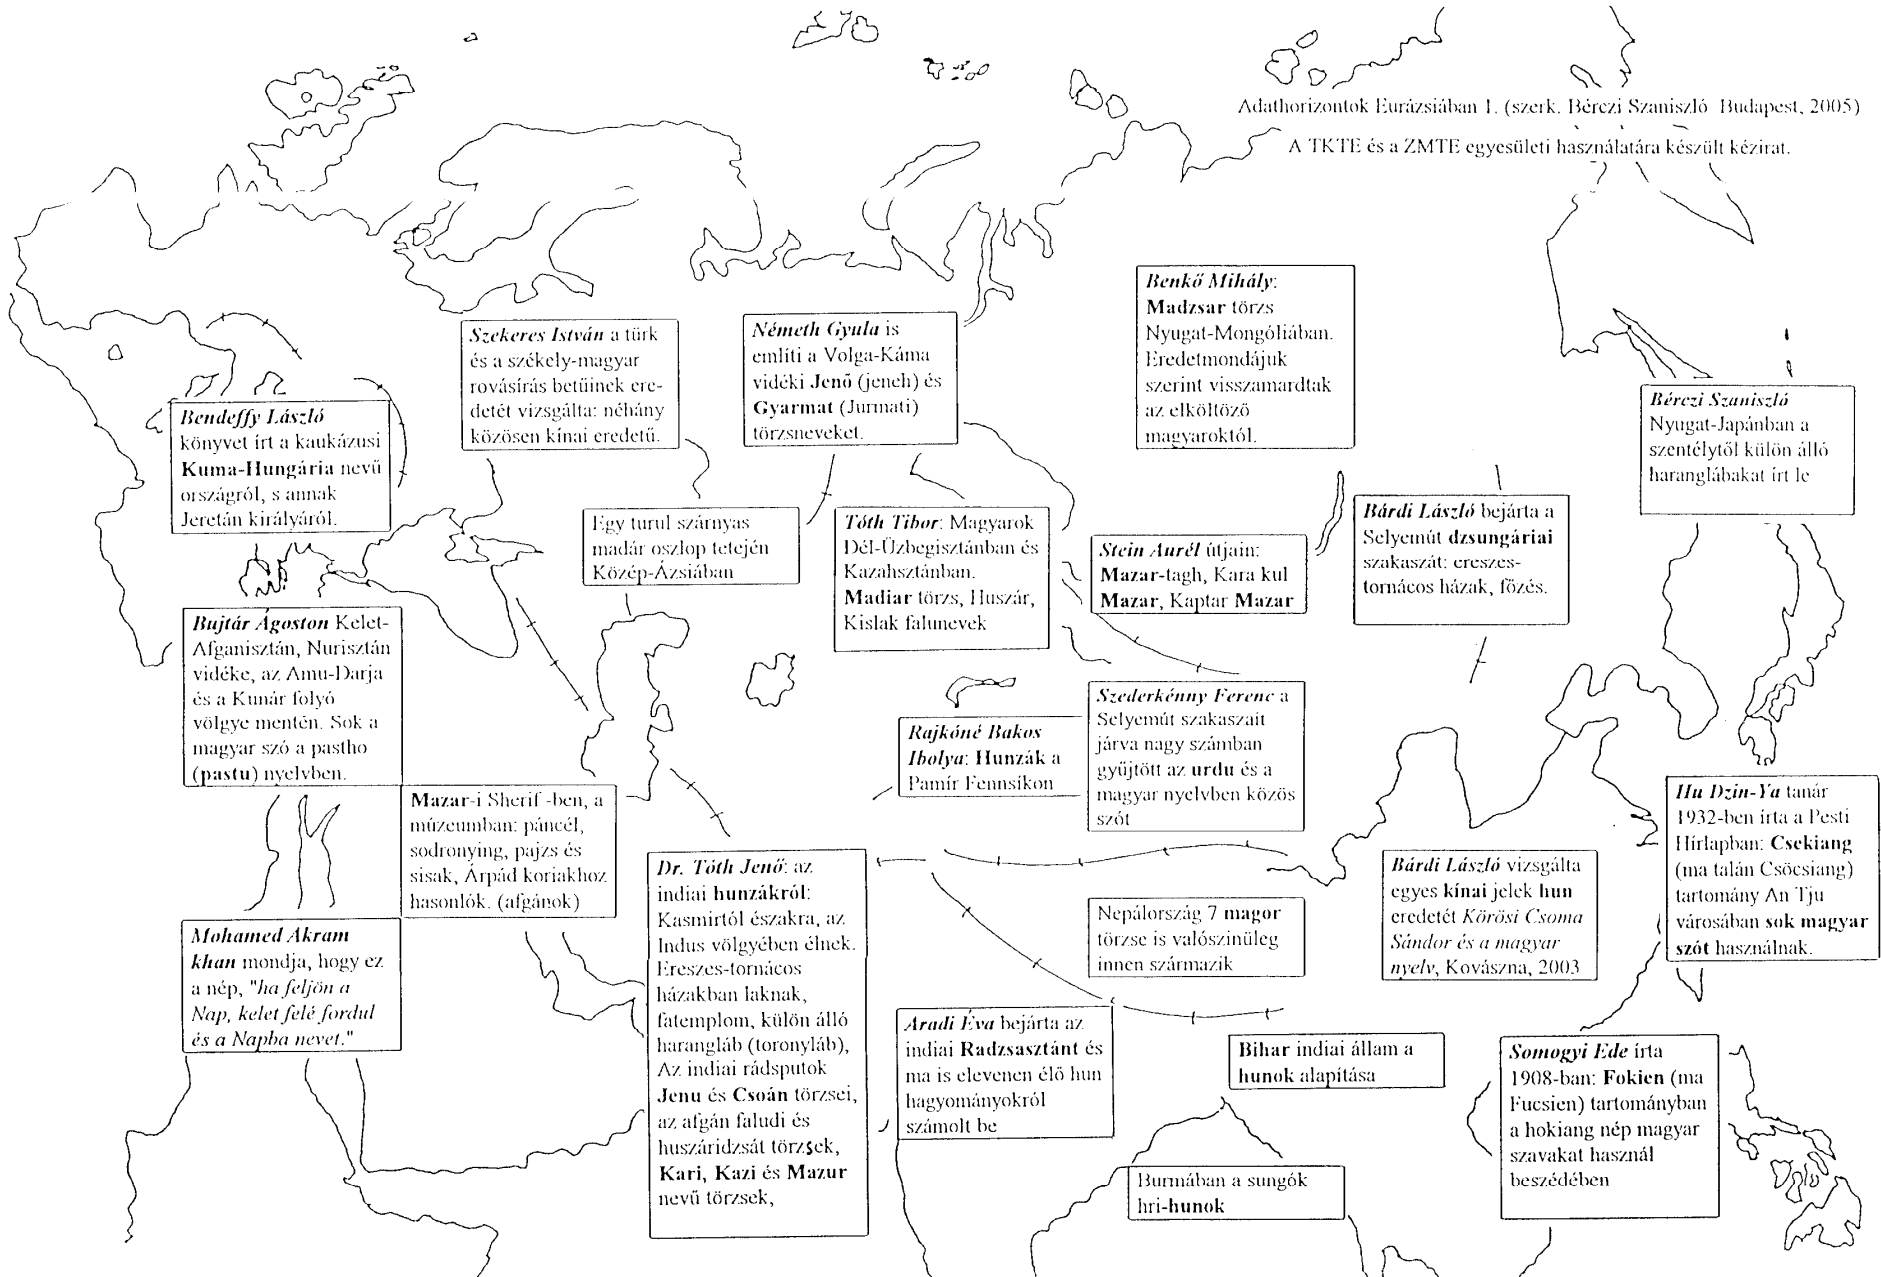 Adathorizontok Eurázsiában 1. (szerk. Bérczi Szaniszló Budapest, 2005)
A TKTE és a ZMTE egyesületi használatára készült kézirat.
Benkő Mihály:
Madzsar törzs
Nyugat-Mongóliában.
Eredetmondájuk
szerint visszamardtak
az elköltöző
magyaroktól.
Szekeres István a türk
és a székely-magyar
rovásírás betűinek ere-
detét vizsgálta: néhány
közösen kínai eredetű.
Németh Gyula is
említi a Volga-Káma
vidéki Jenő (jeneh) és
Gyarmat (Jurmati)
törzsneveket.
Bendeffy László
könyvet írt a kaukázusi
Kuma-Hungária nevű
országról, s annak
Jeretán királyáról.
Bérczi Szaniszló
Nyugat-Japánban a
szentélytől külön álló
haranglábakat írt le
Egy turul szárnyas
madár oszlop tetején
Közép-Ázsiában
Tóth Tibor: Magyarok
Dél-Üzbegisztánban és
Kazahsztánban.
Madiar törzs, Huszár,
Kislak falunevek
Stein Aurél útjain:
Mazar-tagh, Kara kul
Mazar, Kaptar Mazar
Bárdi László bejárta a
Selyemút dzsungáriai
szakaszát: ereszes-
tornácos házak, főzés.
Bujtár Ágoston Kelet-
Afganisztán, Nurisztán
vidéke, az Amu-Darja
és a Kunár folyó
völgye mentén. Sok a
magyar szó a pastho
(pastu) nyelvben.
Rajkóné Bakos
Ibolya: Hunzák a
Pamír Fennsíkon
Szederkénny Ferenc a
Selyemút szakaszait
járva nagy számban
gyűjtött az urdu és a
magyar nyelvben közös
szót
Mazar-i Sherif -ben, a
múzeumban: páncél,
sodronying, pajzs és
sisak, Árpád koriakhoz
hasonlók. (afgánok)
Hu Dzin-Ya tanár
1932-ben írta a Pesti
Hírlapban: Csekiang
(ma talán Csöcsiang)
tartomány An Tju
városában sok magyar
szót használnak.
Dr. Tóth Jenő: az
indiai hunzákról:
Kasmirtól északra, az
Indus völgyében élnek.
Ereszes-tornácos
házakban laknak,
fatemplom, külön álló
harangláb (toronyláb),
Az indiai rádsputok
Jenu és Csoán törzsei,
az afgán faludi és
huszáridzsát törzsek,
Kari, Kazi és Mazur
nevű törzsek,
Bárdi László vizsgálta
egyes kínai jelek hun
eredetét Körösi Csoma
Sándor és a magyar
nyelv, Kovászna, 2003
Nepálország 7 magor
törzse is valószinüleg
innen származik
Mohamed Akram
khan mondja, hogy ez
a nép, "ha feljön a
Nap, kelet felé fordul
és a Napba nevet."
Aradi Éva bejárta az
indiai Radzsasztánt és
ma is elevenen élő hun
hagyományokról
számolt be
Bihar indiai állam a
hunok alapítása
Somogyi Ede írta
1908-ban: Fokien (ma
Fucsien) tartományban
a hokiang nép magyar
szavakat használ
beszédében
Burmában a sungók
hri-hunok